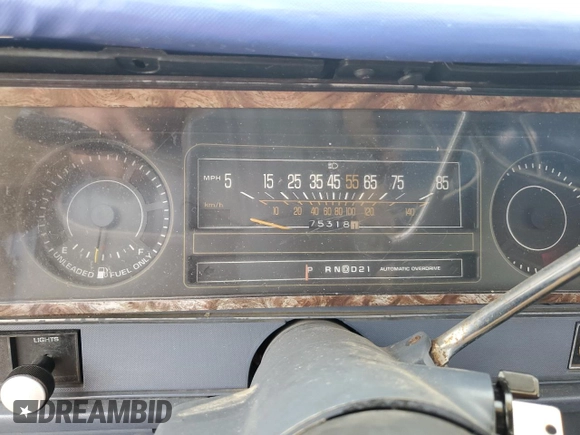 MPH 5 15 25 35 45 55 65 75 85
km/h 10 20 40 60 80 100 120 140
75318
E F
UNLEADED FUEL ONLY
P R N D D 2 1 AUTOMATIC OVERDRIVE
LIGHTS
DREAMBID